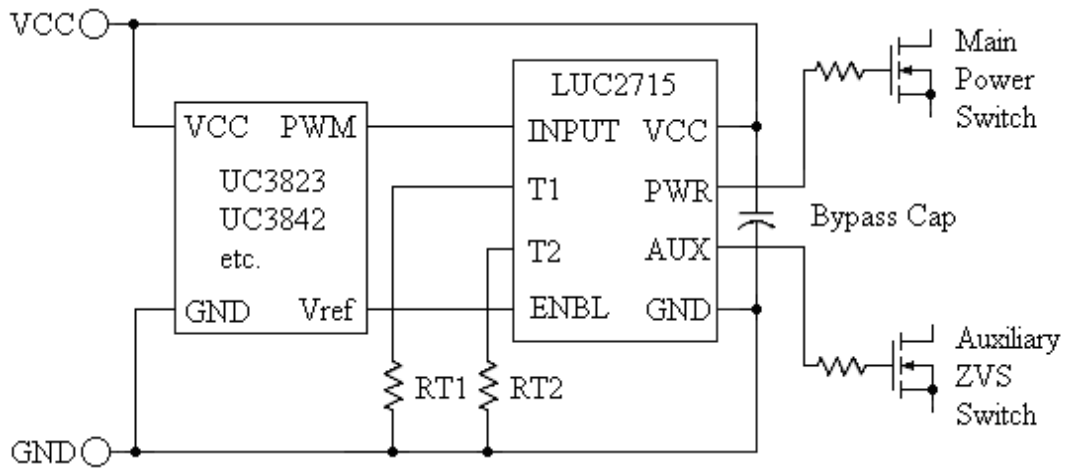 VCC
LUC2715
Main
Power
Switch
VCC PWM
INPUT VCC
UC3823
UC3842
etc.
T1 PWR
Bypass Cap
T2 AUX
GND Vref
ENBL GND
RT1 RT2
Auxiliary
ZVS
Switch
GND